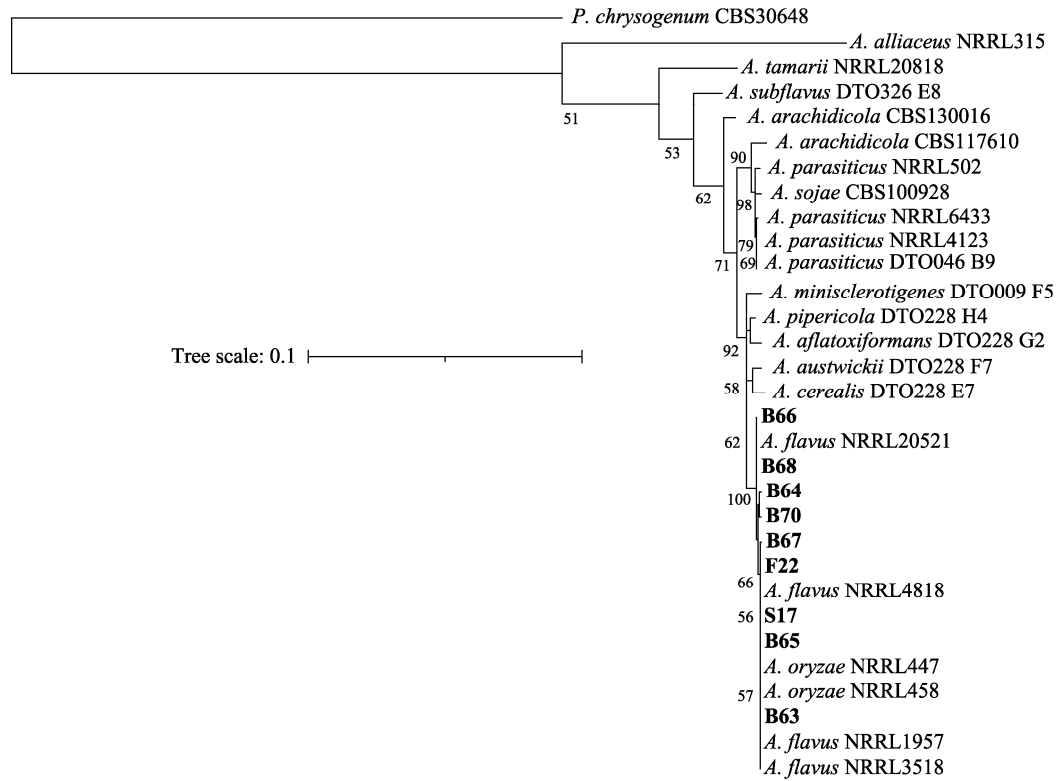 P. chrysogenum CBS30648
A. alliaceus NRRL315
A. tamarii NRRL20818
A. subflavus DTO326 E8
51
A. arachidicola CBS130016
A. arachidicola CBS117610
53
90
A. parasiticus NRRL502
A. sojae CBS100928
62
98
A. parasiticus NRRL6433
A. parasiticus NRRL4123
79
A. parasiticus DTO046 B9
71
69
A. minisclerotigenes DTO009 F5
A. pipericola DTO228 H4
A. aflatoxiformans DTO228 G2
92
Tree scale: 0.1
A. austwickii DTO228 F7
58
A. cerealis DTO228 E7
B66
62
A. flavus NRRL20521
B68
B64
100
B70
B67
F22
66
A. flavus NRRL4818
56
S17
B65
A. oryzae NRRL447
57
A. oryzae NRRL458
B63
A. flavus NRRL1957
A. flavus NRRL3518